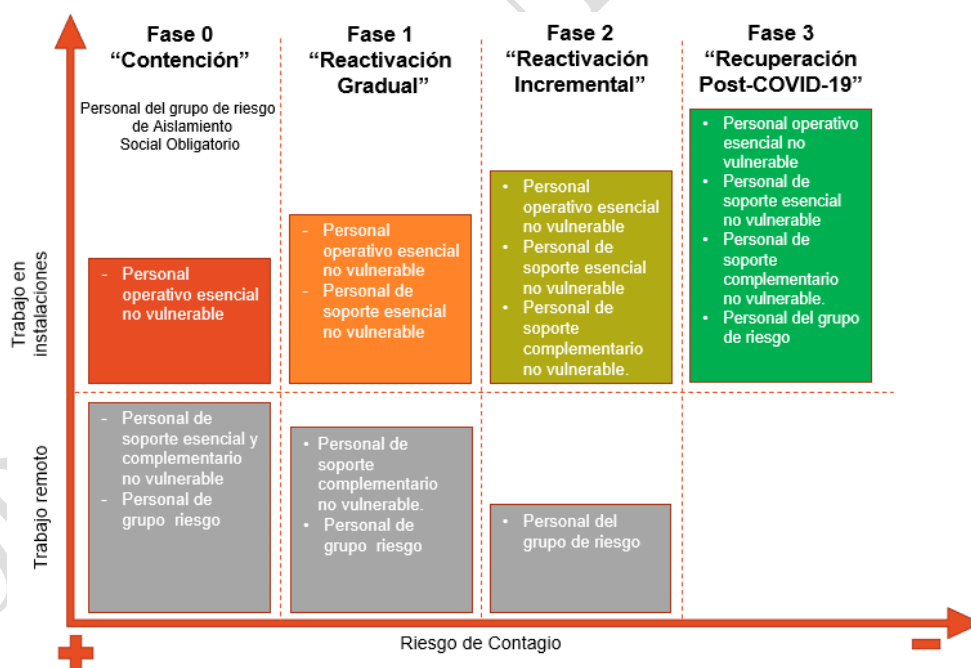 Fase 0
“Contención”
Personal del grupo de riesgo
de Aislamiento
Social Obligatorio
Fase 1
“Reactivación
Gradual”
Fase 2
“Reactivación
Incremental”
Fase 3
“Recuperación
Post-COVID-19”
Trabajo en
instalaciones
- Personal
operativo esencial
no vulnerable
- Personal
operativo esencial
no vulnerable
- Personal de
soporte esencial
no vulnerable
• Personal
operativo esencial
no vulnerable
• Personal de
soporte esencial
no vulnerable
• Personal de
soporte
complementario
no vulnerable.
• Personal operativo
esencial no
vulnerable
• Personal de
soporte esencial
no vulnerable
• Personal de
soporte
complementario
no vulnerable.
• Personal del grupo
de riesgo
Trabajo remoto
- Personal de
soporte esencial y
complementario
no vulnerable
- Personal de
grupo riesgo
• Personal de
soporte
complementario
no vulnerable.
• Personal de
grupo riesgo
• Personal del
grupo de riesgo
Riesgo de Contagio